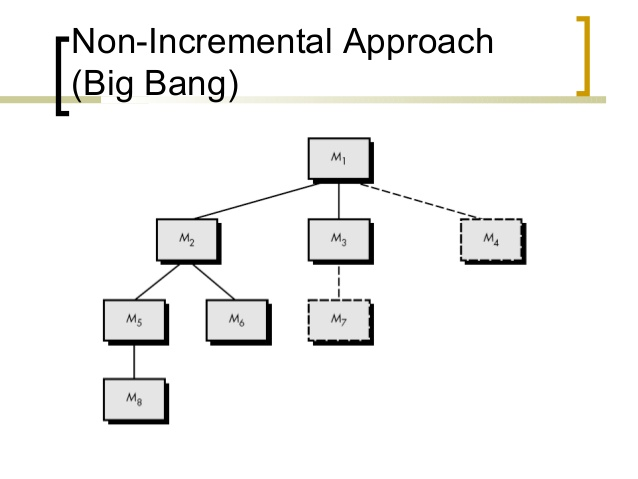 Non-Incremental Approach
(Big Bang)
M1
M2 M3 M4
M5 M6 M7
M8